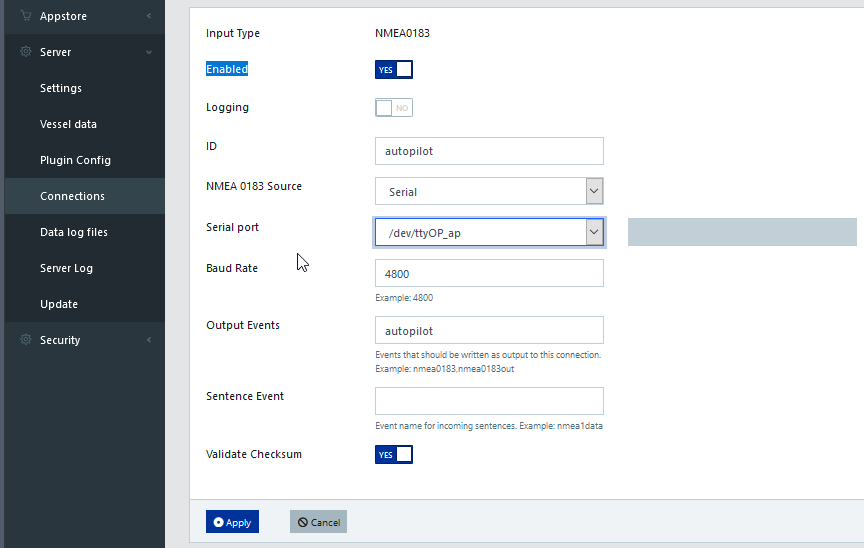 Appstore
Server
Settings
Vessel data
Plugin Config
Connections
Data log files
Server Log
Update
Security
Input Type NMEA0183
Enabled YES
Logging NO
ID autopilot
NMEA 0183 Source Serial
Serial port /dev/ttyOP_ap
Baud Rate 4800
Example: 4800
Output Events autopilot
Events that should be written as output to this connection.
Example: nmea0183,nmea0183out
Sentence Event
Event name for incoming sentences. Example: nmea1data
Validate Checksum YES
Apply Cancel